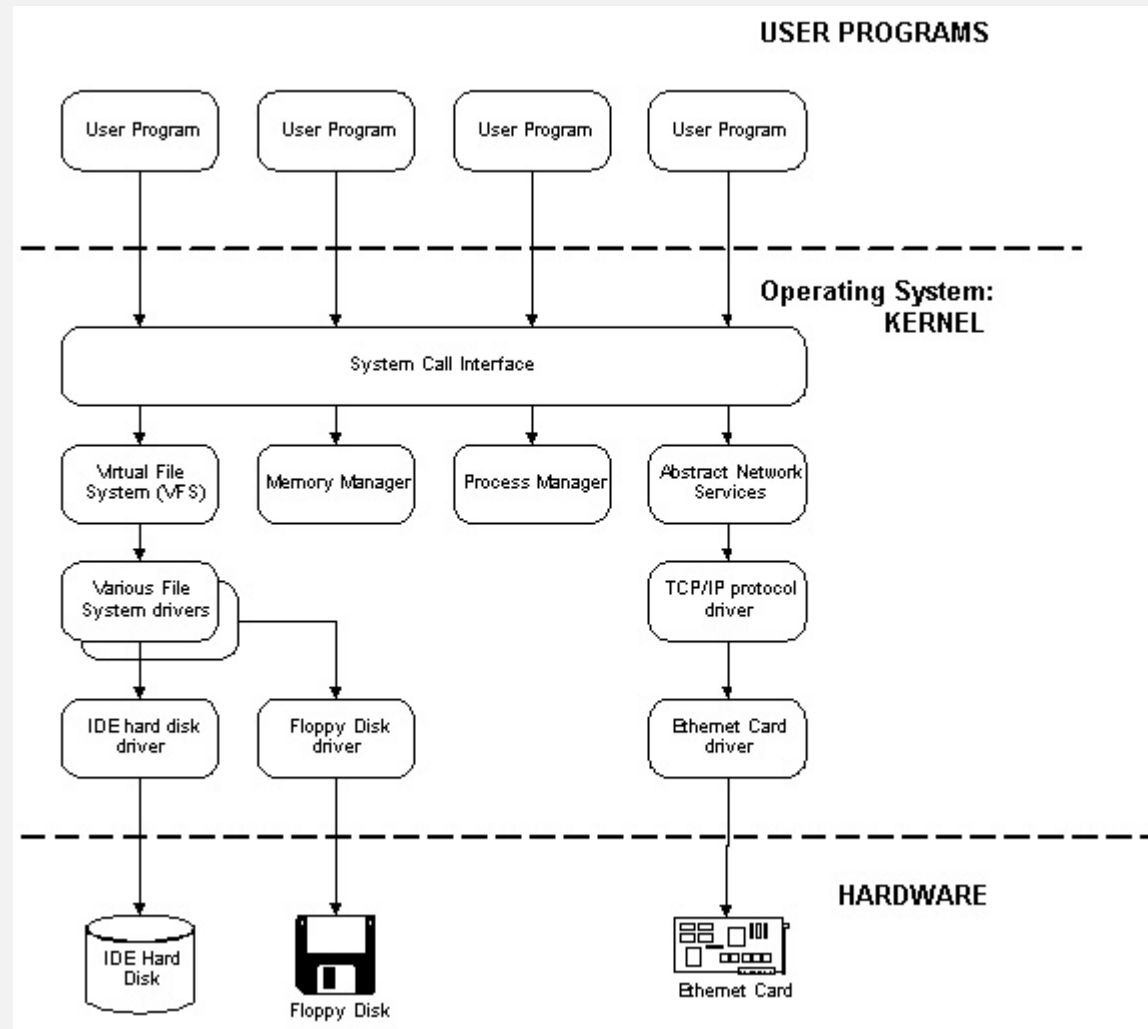 USER PROGRAMS
User Program
User Program
User Program
User Program
Operating System:
KERNEL
System Call Interface
Virtual File
System (VFS)
Memory Manager
Process Manager
Abstract Network
Services
Various File
System drivers
TCP/IP protocol
driver
IDE hard disk
driver
Floppy Disk
driver
Ethernet Card
driver
HARDWARE
IDE Hard
Disk
Floppy Disk
Ethernet Card